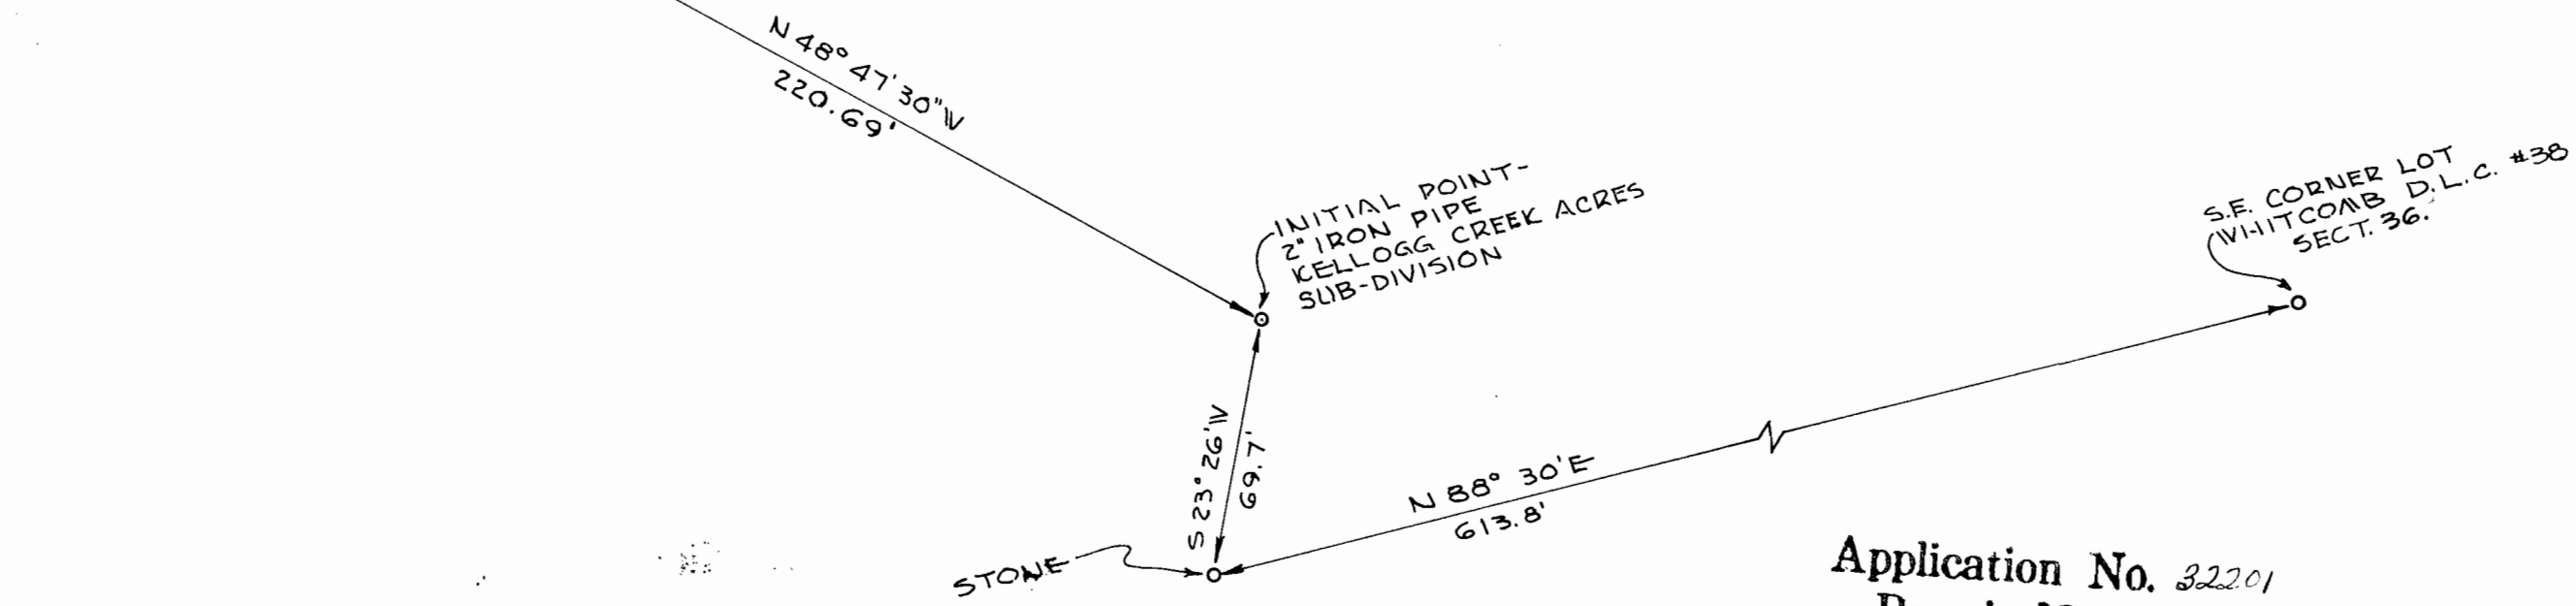 N 48° 47' 30" W
220.69'
INITIAL POINT-
2" IRON PIPE
KELLOGG CREEK ACRES
SUB-DIVISION
S.E. CORNER LOT
WHITCOMB D.L.C. #38
SECT. 36.
S 23° 26' W
69.7'
N 88° 30' E
613.8'
STONE
Application No. 32201